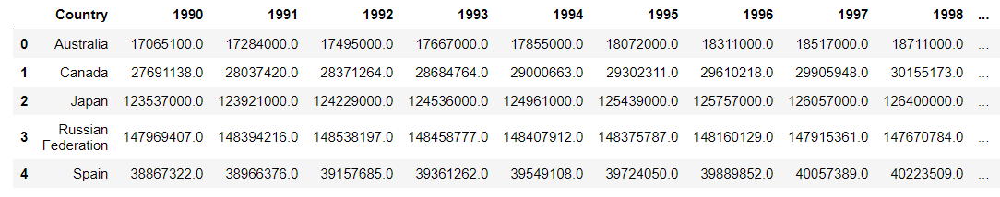 Country 1990 1991 1992 1993 1994 1995 1996 1997 1998 ...
0 Australia 17065100.0 17284000.0 17495000.0 17667000.0 17855000.0 18072000.0 18311000.0 18517000.0 18711000.0 ...
1 Canada 27691138.0 28037420.0 28371264.0 28684764.0 29000663.0 29302311.0 29610218.0 29905948.0 30155173.0 ...
2 Japan 123537000.0 123921000.0 124229000.0 124536000.0 124961000.0 125439000.0 125757000.0 126057000.0 126400000.0 ...
3 Russian Federation 147969407.0 148394216.0 148538197.0 148458777.0 148407912.0 148375787.0 148160129.0 147915361.0 147670784.0 ...
4 Spain 38867322.0 38966376.0 39157685.0 39361262.0 39549108.0 39724050.0 39889852.0 40057389.0 40223509.0 ...